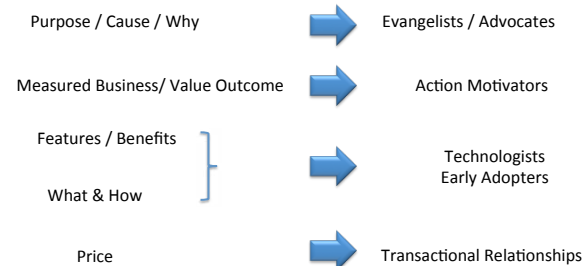 Purpose / Cause / Why
Evangelists / Advocates
Measured Business/ Value Outcome
Action Motivators
Features / Benefits
What & How
Technologists
Early Adopters
Price
Transactional Relationships